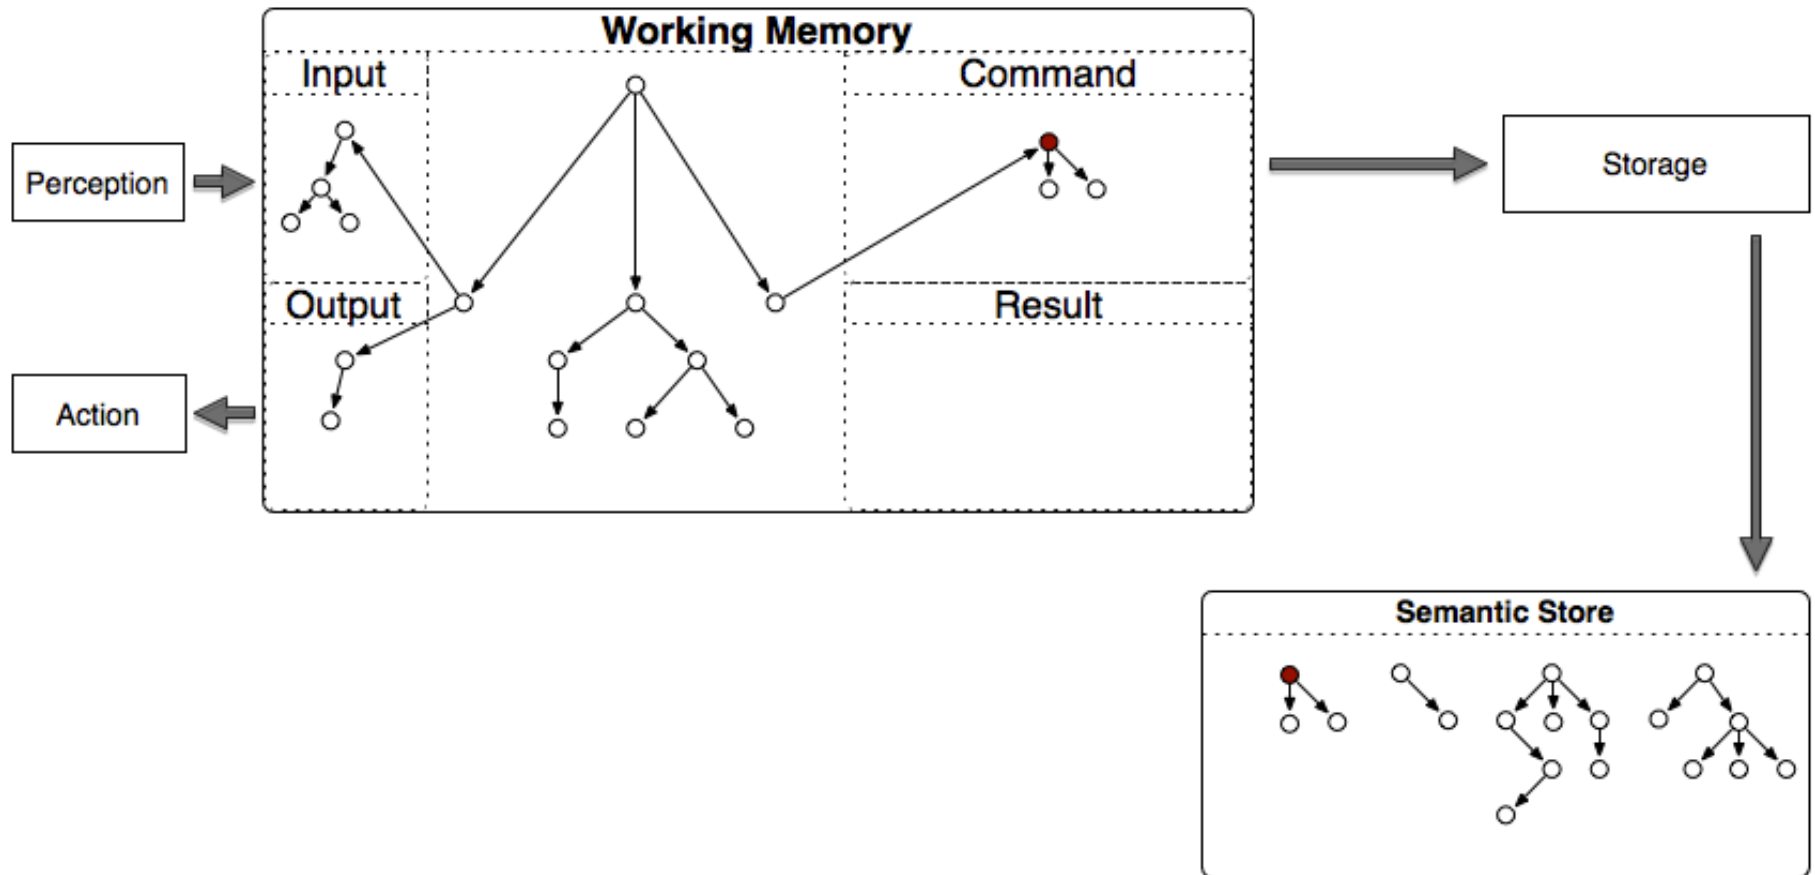 Working Memory
Input
Command
Perception
Storage
Output
Result
Action
Semantic Store